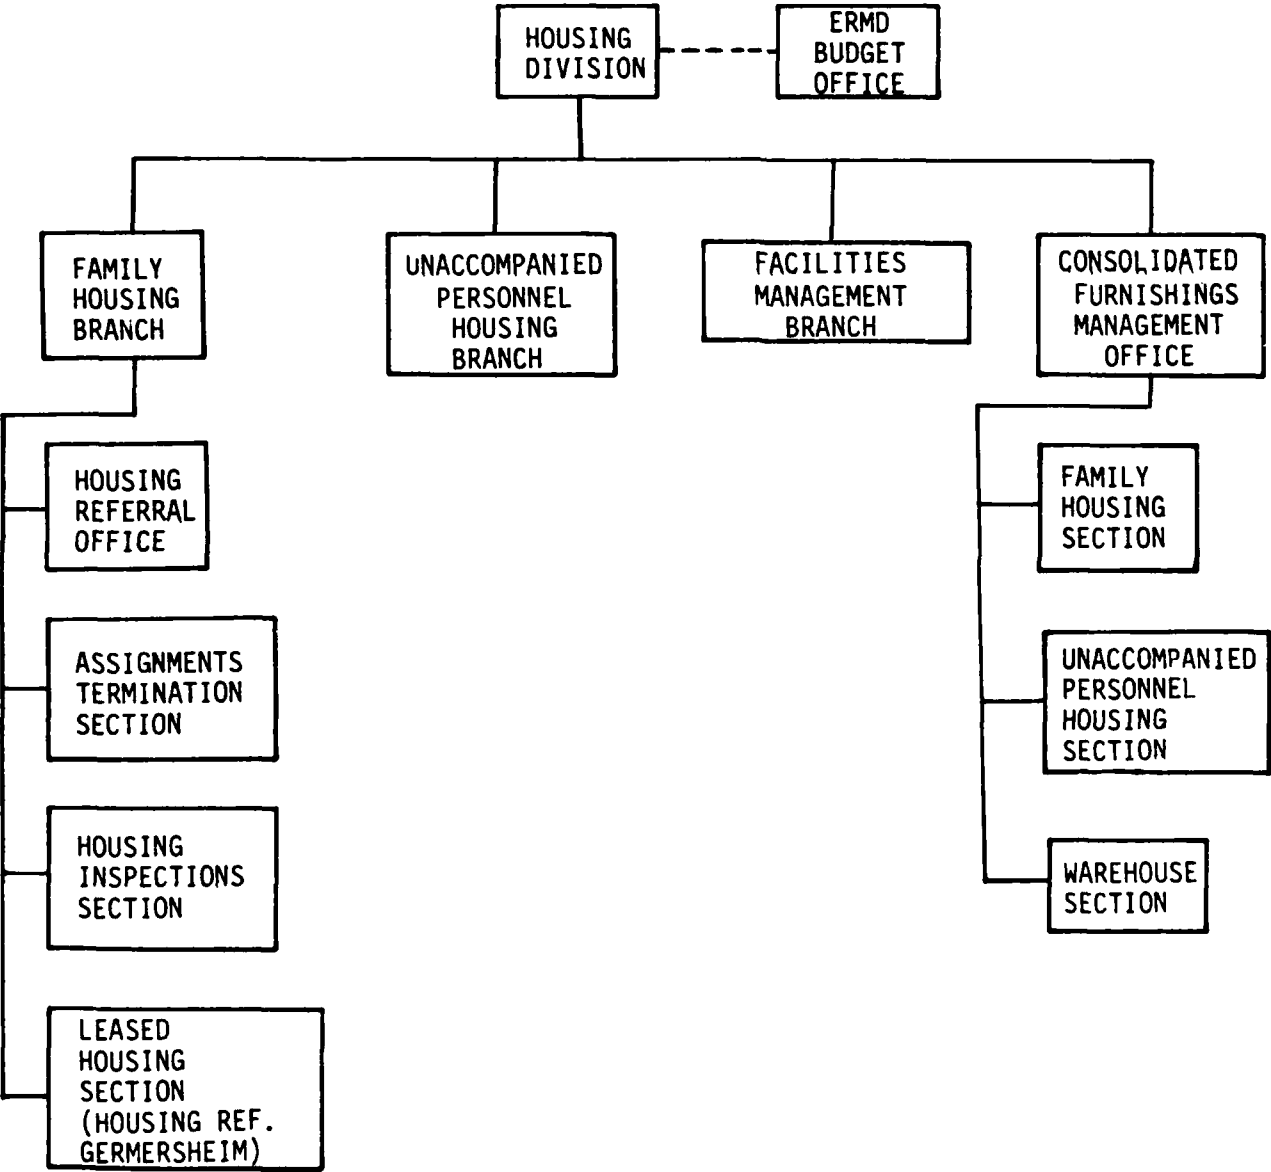 HOUSING
DIVISION
ERMD
BUDGET
OFFICE
FAMILY
HOUSING
BRANCH
UNACCOMPANIED
PERSONNEL
HOUSING
BRANCH
FACILITIES
MANAGEMENT
BRANCH
CONSOLIDATED
FURNISHINGS
MANAGEMENT
OFFICE
HOUSING
REFERRAL
OFFICE
ASSIGNMENTS
TERMINATION
SECTION
HOUSING
INSPECTIONS
SECTION
LEASED
HOUSING
SECTION
(HOUSING REF.
GERMERSHEIM)
FAMILY
HOUSING
SECTION
UNACCOMPANIED
PERSONNEL
HOUSING
SECTION
WAREHOUSE
SECTION